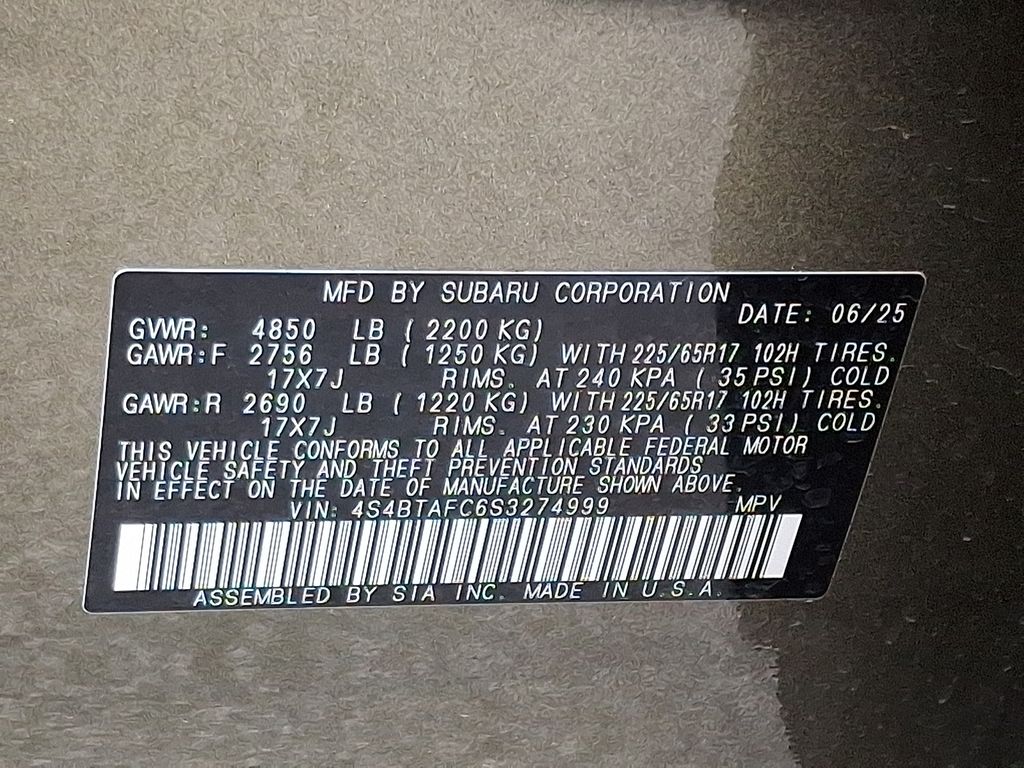 MFD BY SUBARU CORPORATION
DATE: 06/25
GVWR: 4850 LB ( 2200 KG)
GAWR:F 2756 LB ( 1250 KG) WITH 225/65R17 102H TIRES.
17X7J RIMS. AT 240 KPA ( 35 PSI) COLD
GAWR:R 2690 LB ( 1220 KG) WITH 225/65R17 102H TIRES.
17X7J RIMS. AT 230 KPA ( 33 PSI) COLD
THIS VEHICLE CONFORMS TO ALL APPLICABLE FEDERAL MOTOR
VEHICLE SAFETY AND THEFT PREVENTION STANDARDS
IN EFFECT ON THE DATE OF MANUFACTURE SHOWN ABOVE.
VIN: 4S4BTAFC6S3274999 MPV
ASSEMBLED BY SIA INC. MADE IN U.S.A.